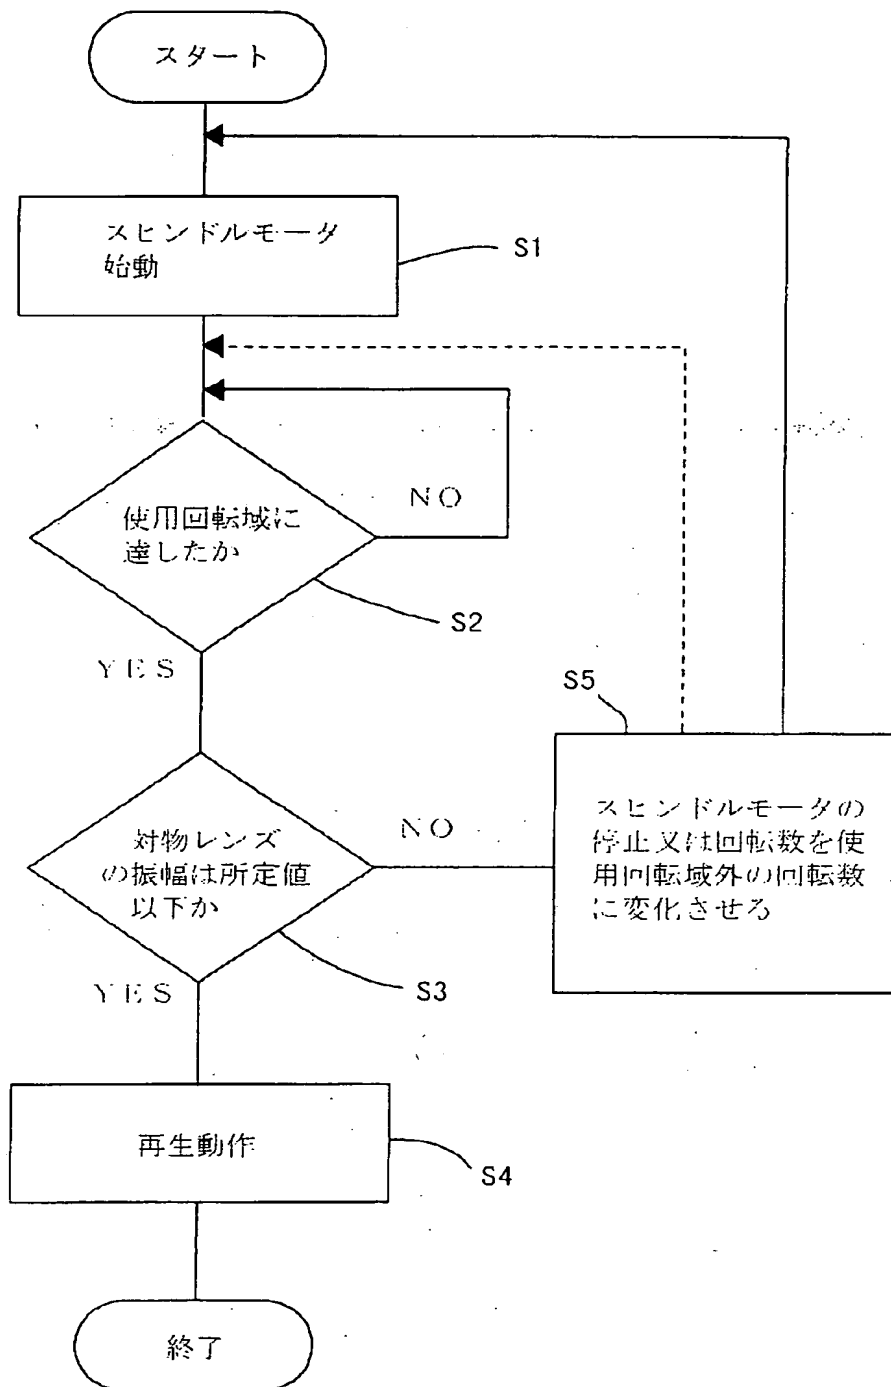 スタート
スピンドルモータ
始動
S1
使用回転域に
達したか
NO
S2
YES
S5
対物レンズ
の振幅は所定値
以下か
NO
スピンドルモータの
停止又は回転数を使
用回転域外の回転数
に変化させる
S3
YES
再生動作
S4
終了